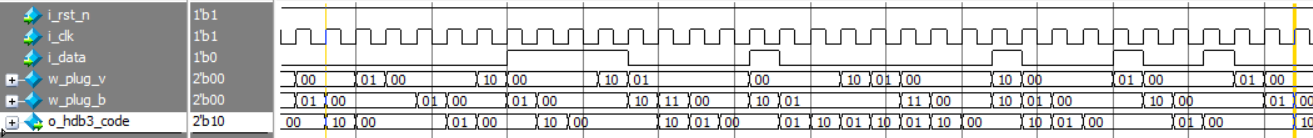 i_rst_n 1'b1
i_clk 1'b1
i_data 1'b0
w_plug_v 2'b00 00 01 00 10 00 10 01 00 10 01 00 10 00 01 00 01 00
w_plug_b 2'b00 01 00 01 00 01 00 10 11 00 10 01 11 00 10 01 00 10 00 01 00
o_hdb3_code 2'b10 00 10 00 01 00 10 00 10 01 00 01 10 01 10 01 10 00 10 01 00 01 00 10